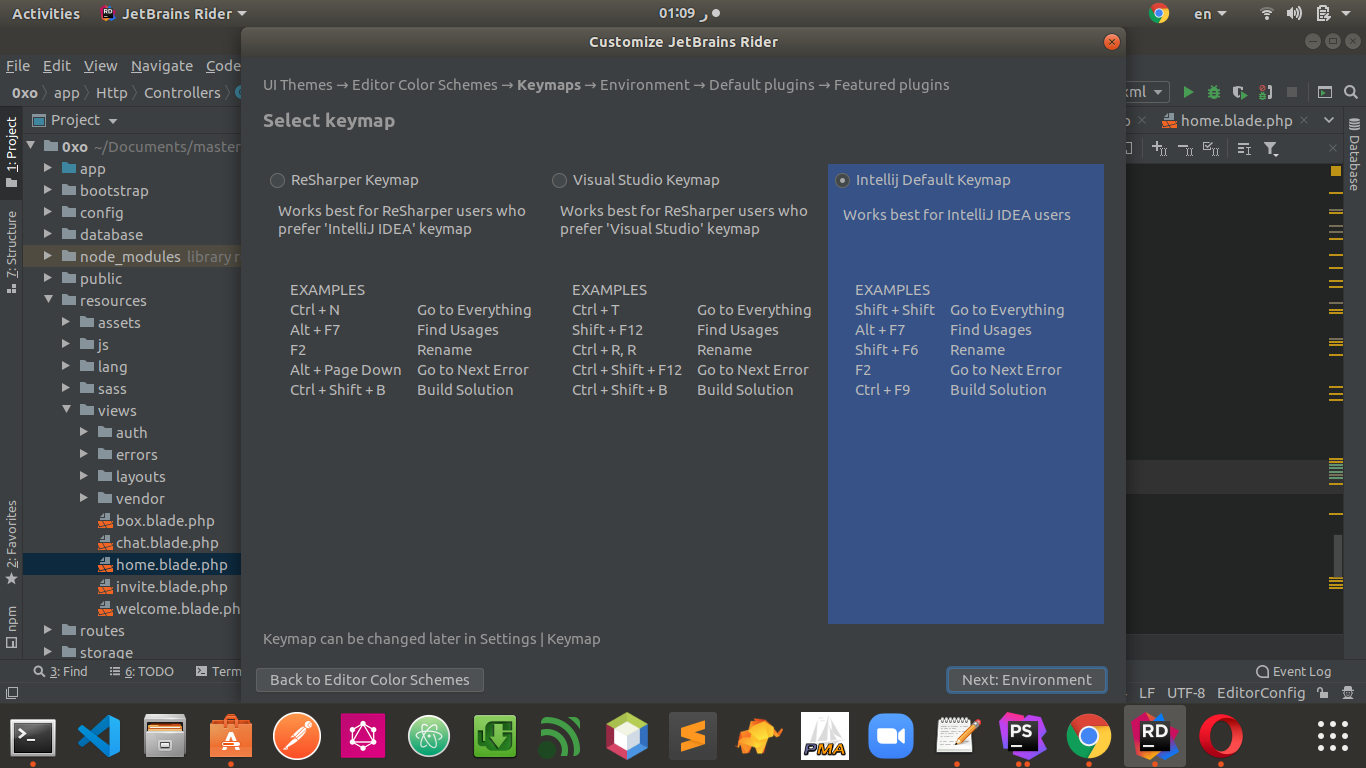 Activities
JetBrains Rider
01:09 ر
en
Customize JetBrains Rider
File Edit View Navigate Code
0xo app Http Controllers
xml
home.blade.php
Project
1: Project
7: Structure
2: Favorites
npm
Database
0xo ~/Documents/master
app
bootstrap
config
database
node_modules library r
public
resources
assets
js
lang
sass
views
auth
errors
layouts
vendor
box.blade.php
chat.blade.php
home.blade.php
invite.blade.php
welcome.blade.ph
routes
storage
UI Themes → Editor Color Schemes → Keymaps → Environment → Default plugins → Featured plugins
Select keymap
ReSharper Keymap
Works best for ReSharper users who
prefer 'IntelliJ IDEA' keymap
EXAMPLES
Ctrl + N Go to Everything
Alt + F7 Find Usages
F2 Rename
Alt + Page Down Go to Next Error
Ctrl + Shift + B Build Solution
Visual Studio Keymap
Works best for ReSharper users who
prefer 'Visual Studio' keymap
EXAMPLES
Ctrl + T Go to Everything
Shift + F12 Find Usages
Ctrl + R, R Rename
Ctrl + Shift + F12 Go to Next Error
Ctrl + Shift + B Build Solution
Intellij Default Keymap
Works best for IntelliJ IDEA users
EXAMPLES
Shift + Shift Go to Everything
Alt + F7 Find Usages
Shift + F6 Rename
F2 Go to Next Error
Ctrl + F9 Build Solution
Keymap can be changed later in Settings | Keymap
Back to Editor Color Schemes
Next: Environment
3: Find
6: TODO
Term
Event Log
LF UTF-8 EditorConfig
PMA
PS
RD